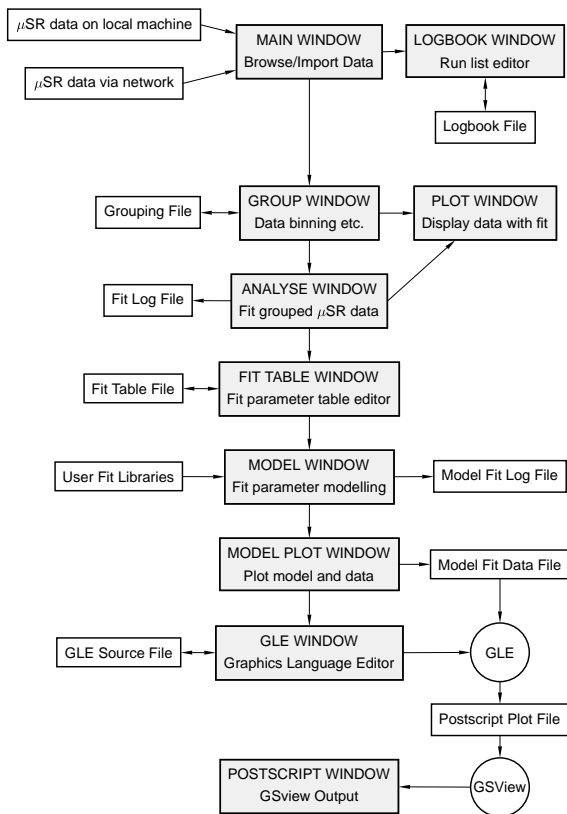 μSR data on local machine
MAIN WINDOW
Browse/Import Data
LOGBOOK WINDOW
Run list editor
μSR data via network
Logbook File
Grouping File
GROUP WINDOW
Data binning etc.
PLOT WINDOW
Display data with fit
Fit Log File
ANALYSE WINDOW
Fit grouped μSR data
Fit Table File
FIT TABLE WINDOW
Fit parameter table editor
User Fit Libraries
MODEL WINDOW
Fit parameter modelling
Model Fit Log File
MODEL PLOT WINDOW
Plot model and data
Model Fit Data File
GLE Source File
GLE WINDOW
Graphics Language Editor
GLE
Postscript Plot File
POSTSCRIPT WINDOW
GSview Output
GSView